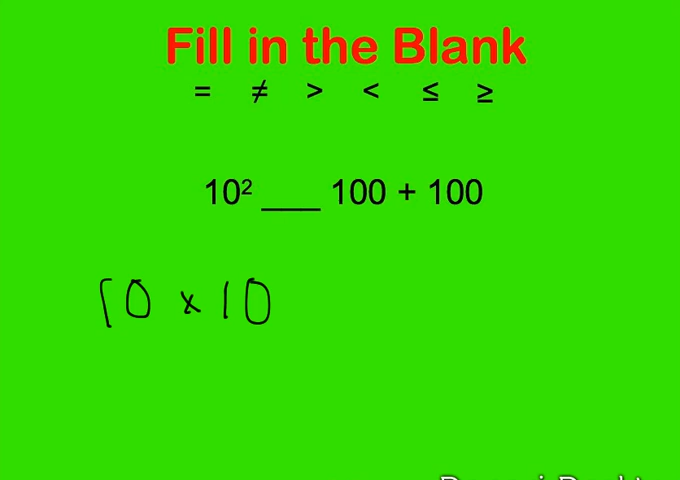 Fill in the Blank
= ≠ > < ≤ ≥
10² ___ 100 + 100
10 x 10